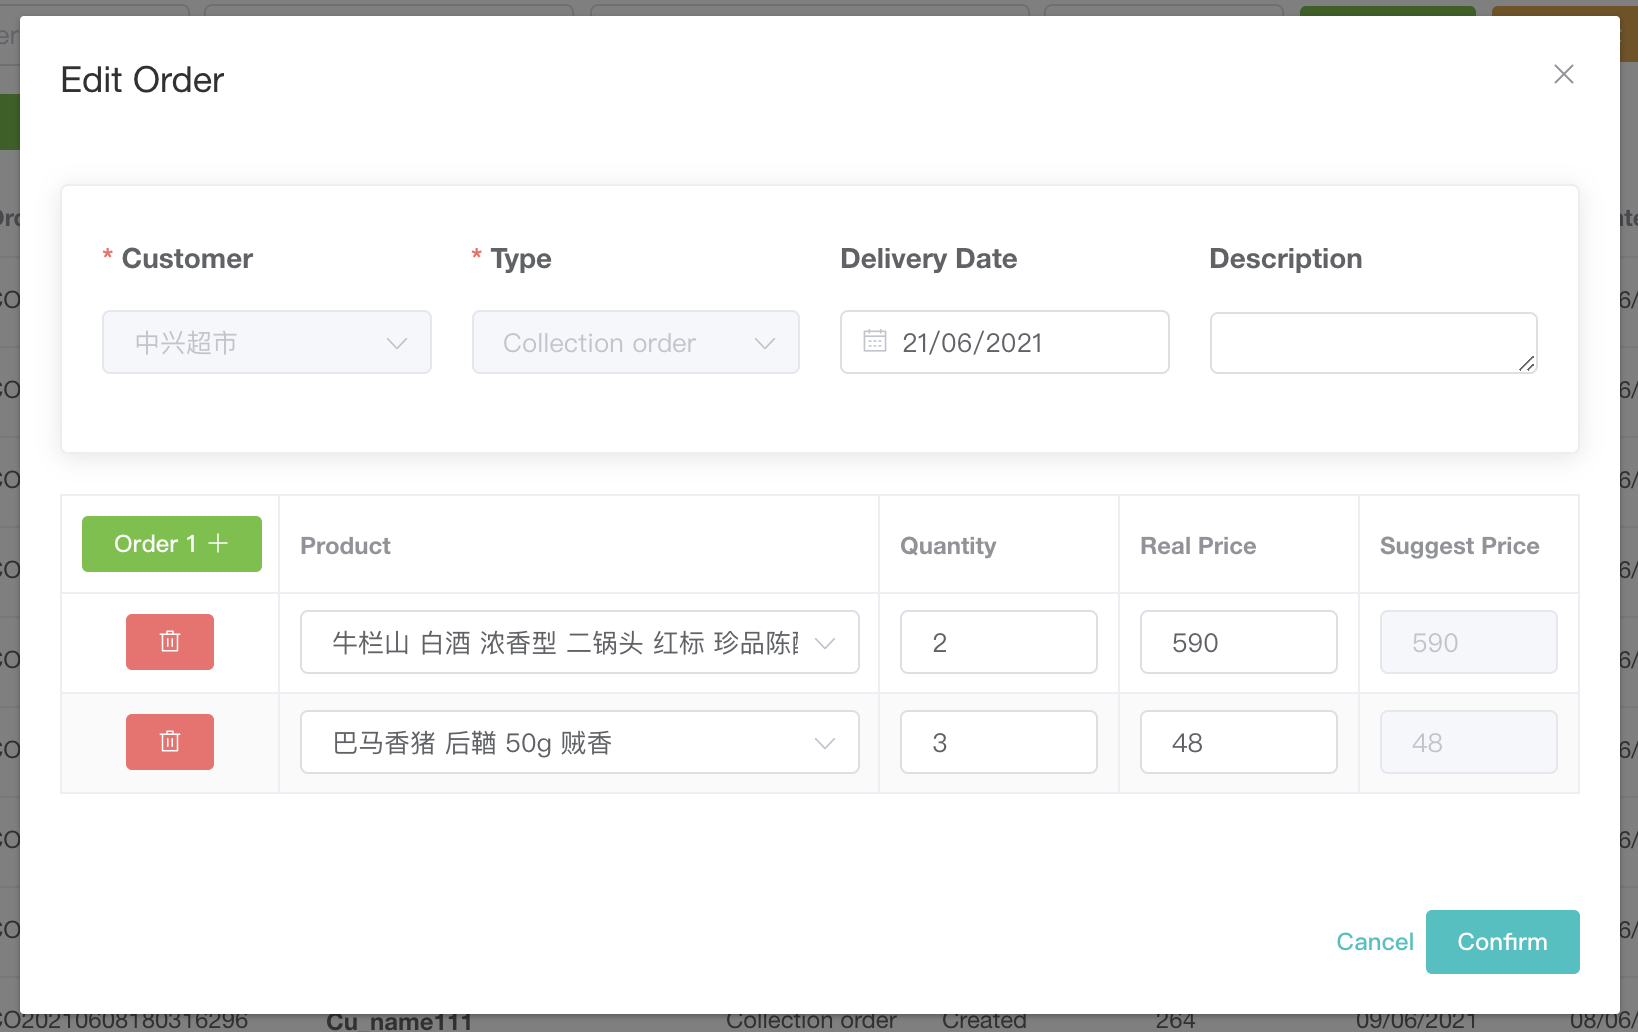 Edit Order
* Customer * Type Delivery Date Description
中兴超市 Collection order 21/06/2021
Order 1 + Product Quantity Real Price Suggest Price
牛栏山 白酒 浓香型 二锅头 红标 珍品陈 2 590 590
巴马香猪 后鞧 50g 贼香 3 48 48
Cancel Confirm
CO20210608180316296 Cu_name111 Collection order Created 264 09/06/2021 08/06/